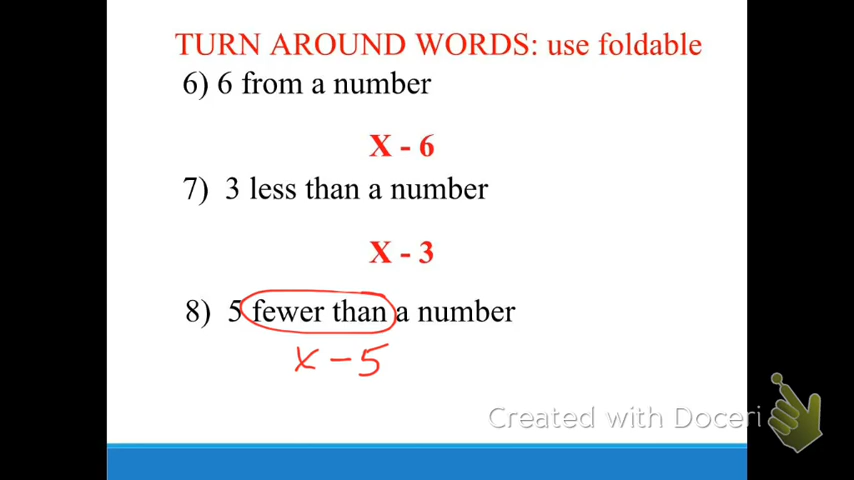 TURN AROUND WORDS: use foldable
6) 6 from a number
X - 6
7) 3 less than a number
X - 3
8) 5 fewer than a number
x - 5
Created with Doceri